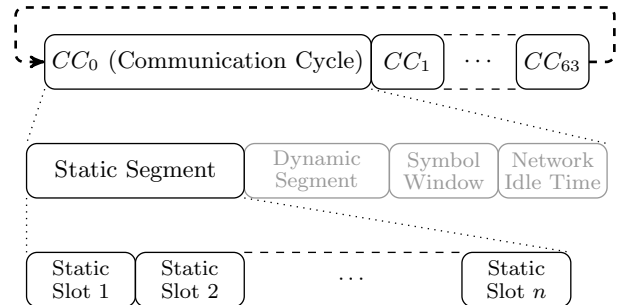 CC₀ (Communication Cycle) CC₁ ··· CC₆₃
Static Segment
Dynamic
Segment
Symbol
Window
Network
Idle Time
Static
Slot 1
Static
Slot 2
···
Static
Slot n